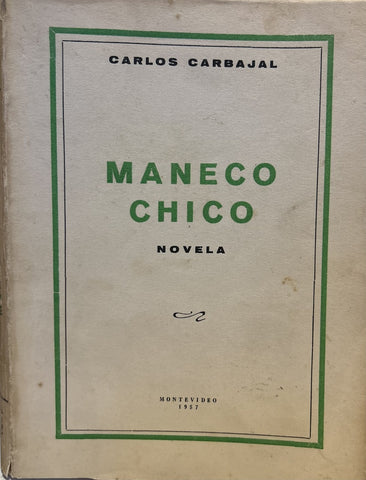 CARLOS CARBAJAL
MANECO
CHICO
NOVELA
MONTEVIDEO
1957